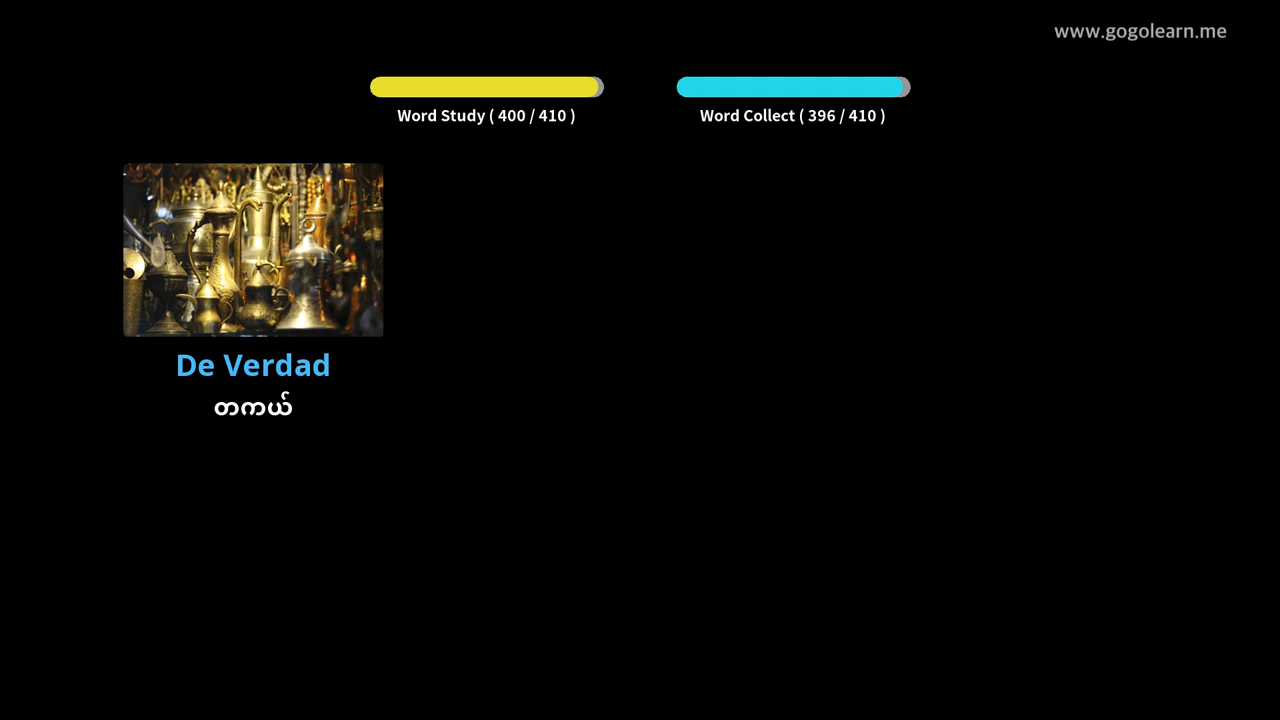 www.gogolearn.me
Word Study ( 400 / 410 )
Word Collect ( 396 / 410 )
De Verdad
တကယ်